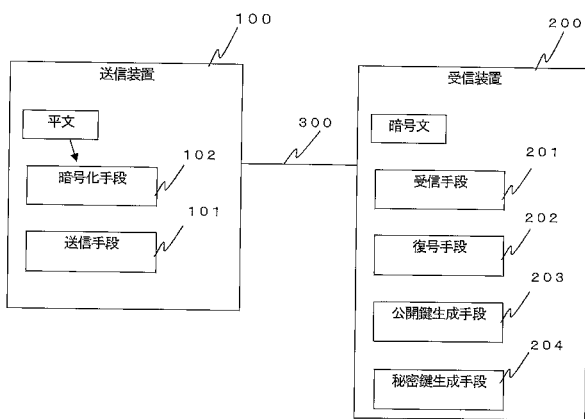 １００
送信装置
平文
暗号化手段
１０２
送信手段
１０１
３００
２００
受信装置
暗号文
受信手段
２０１
復号手段
２０２
公開鍵生成手段
２０３
秘密鍵生成手段
２０４